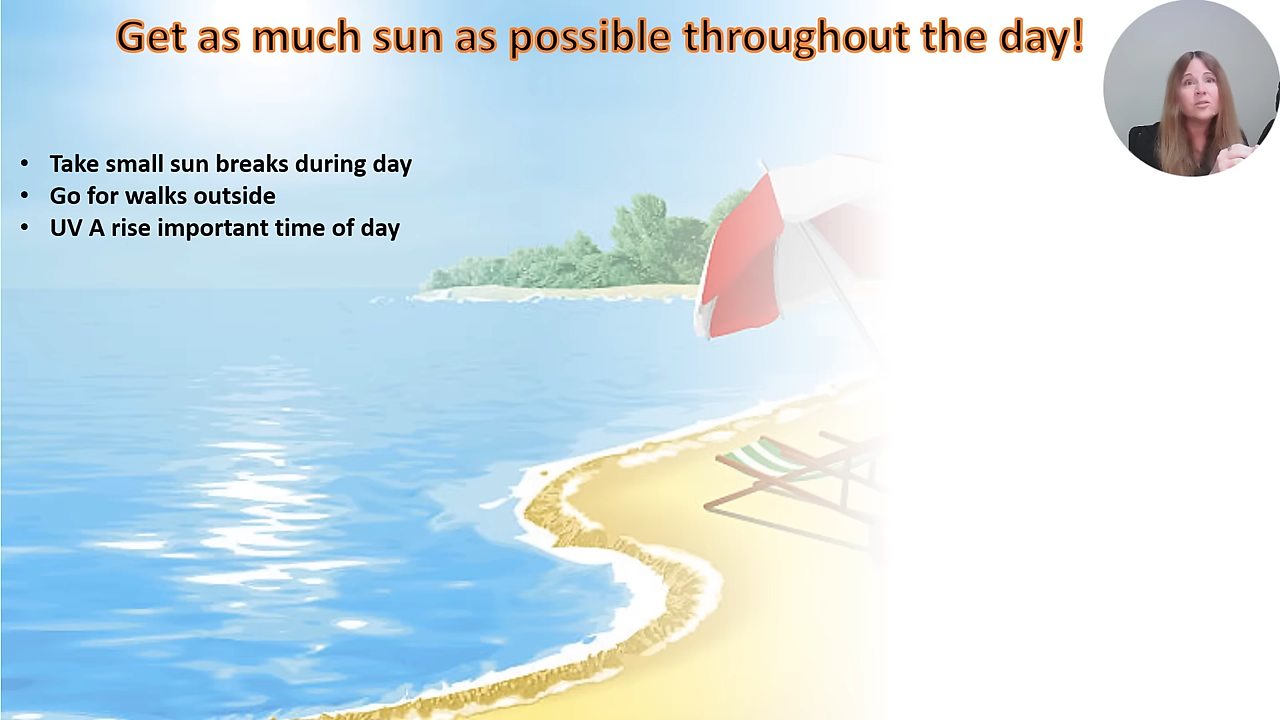 Get as much sun as possible throughout the day!
• Take small sun breaks during day
• Go for walks outside
• UV A rise important time of day